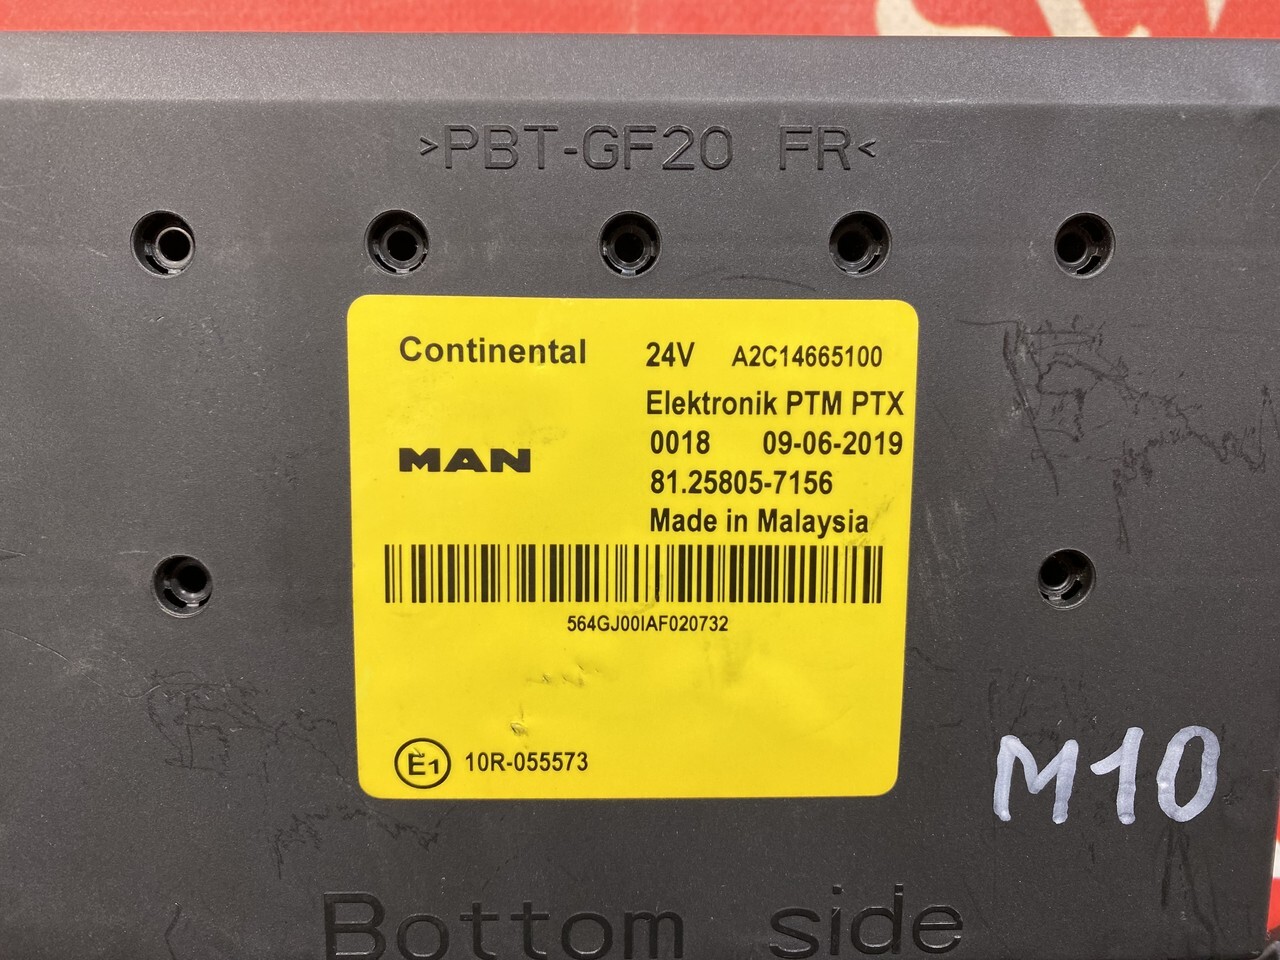 >PBT-GF20 FR<
Continental 24V A2C14665100
Elektronik PTM PTX
0018 09-06-2019
MAN
81.25805-7156
Made in Malaysia
564GJ00IAF020732
E1 10R-055573
M10
Bottom side